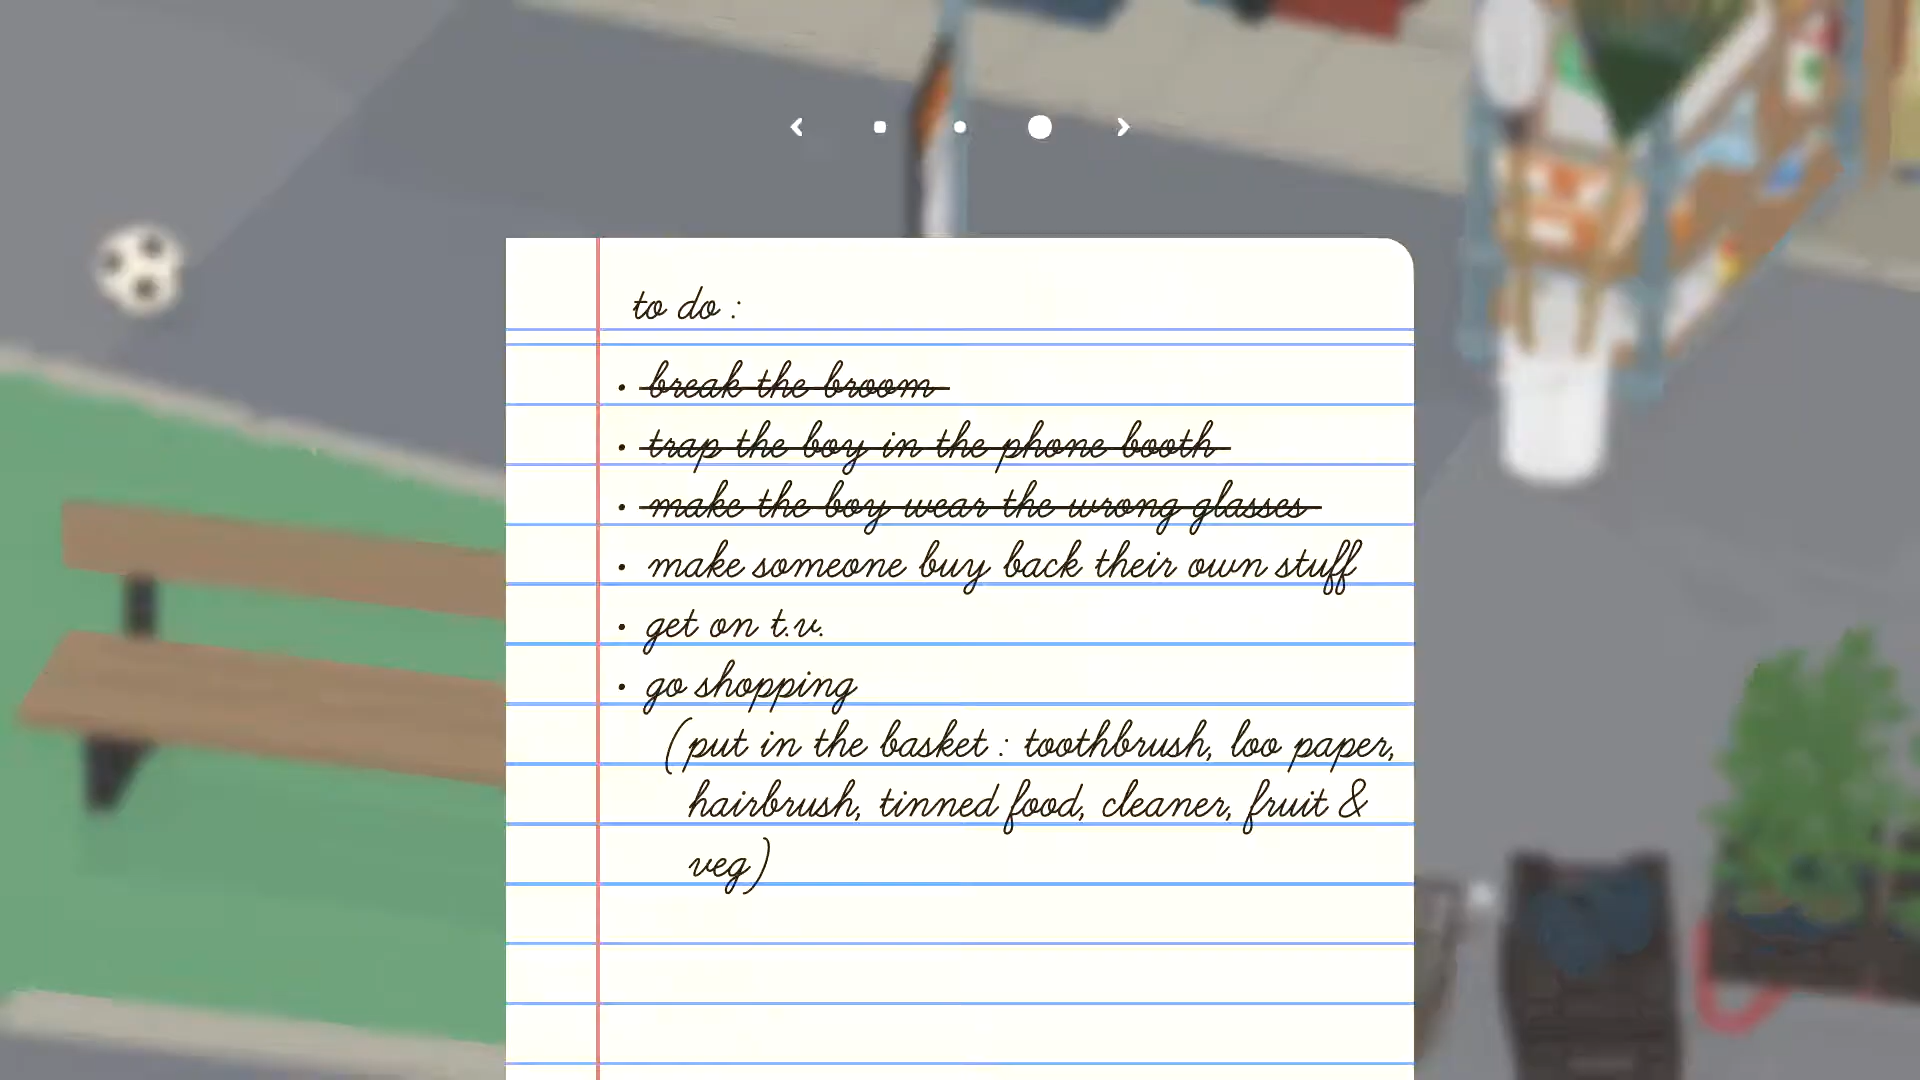 to do :
• break the broom
• trap the boy in the phone booth
• make the boy wear the wrong glasses
• make someone buy back their own stuff
• get on t.v.
• go shopping
(put in the basket : toothbrush, loo paper,
hairbrush, tinned food, cleaner, fruit &
veg)